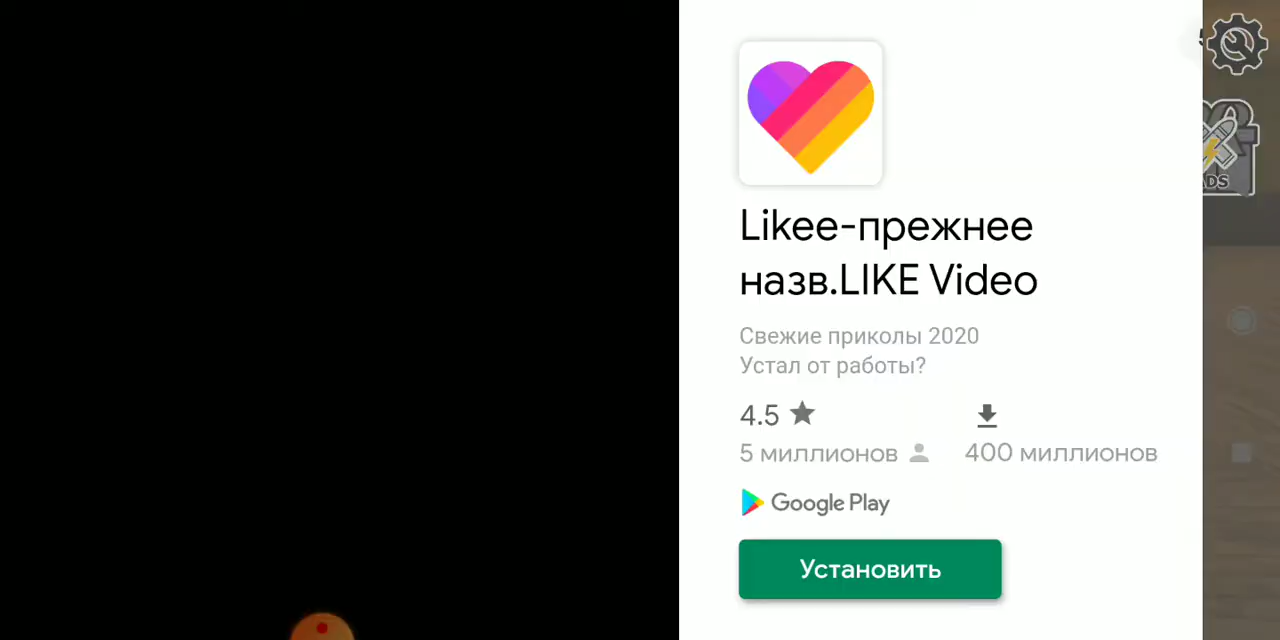 Likee-прежнее
назв.LIKE Video
Свежие приколы 2020
Устал от работы?
4.5
5 миллионов
400 миллионов
Google Play
Установить